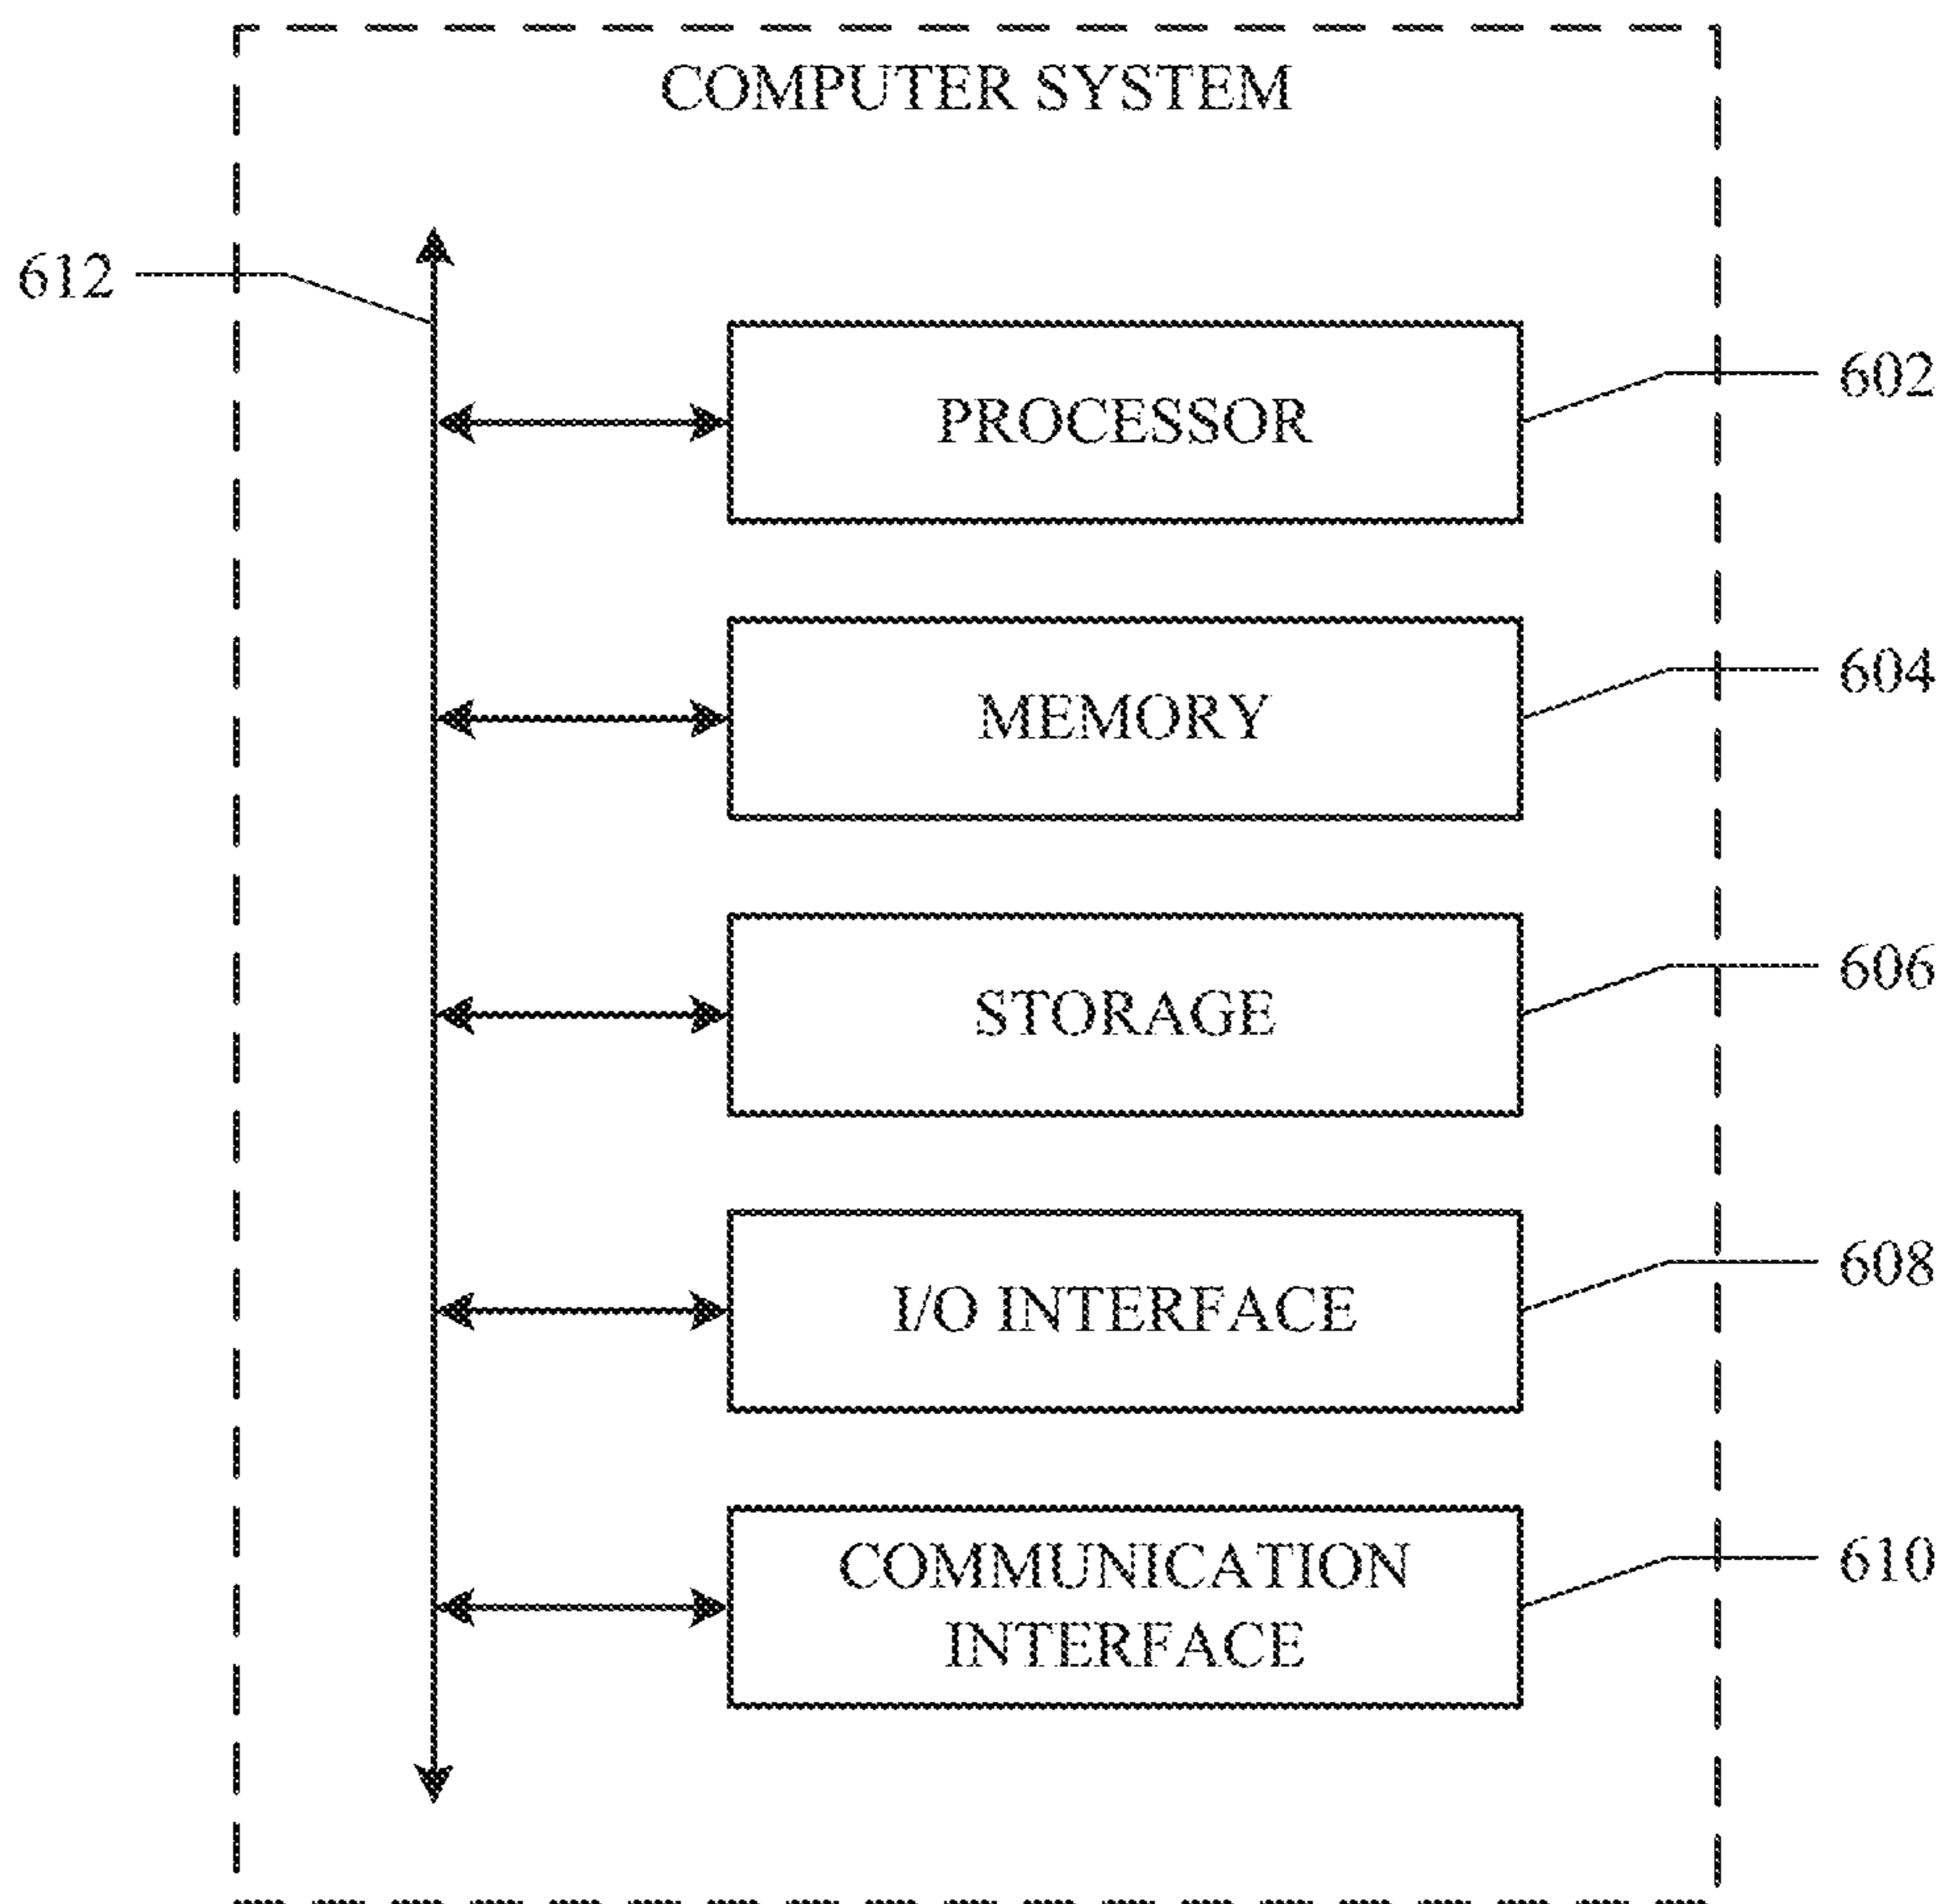 COMPUTER SYSTEM
612
PROCESSOR
602
MEMORY
604
STORAGE
606
I/O INTERFACE
608
COMMUNICATION
INTERFACE
610